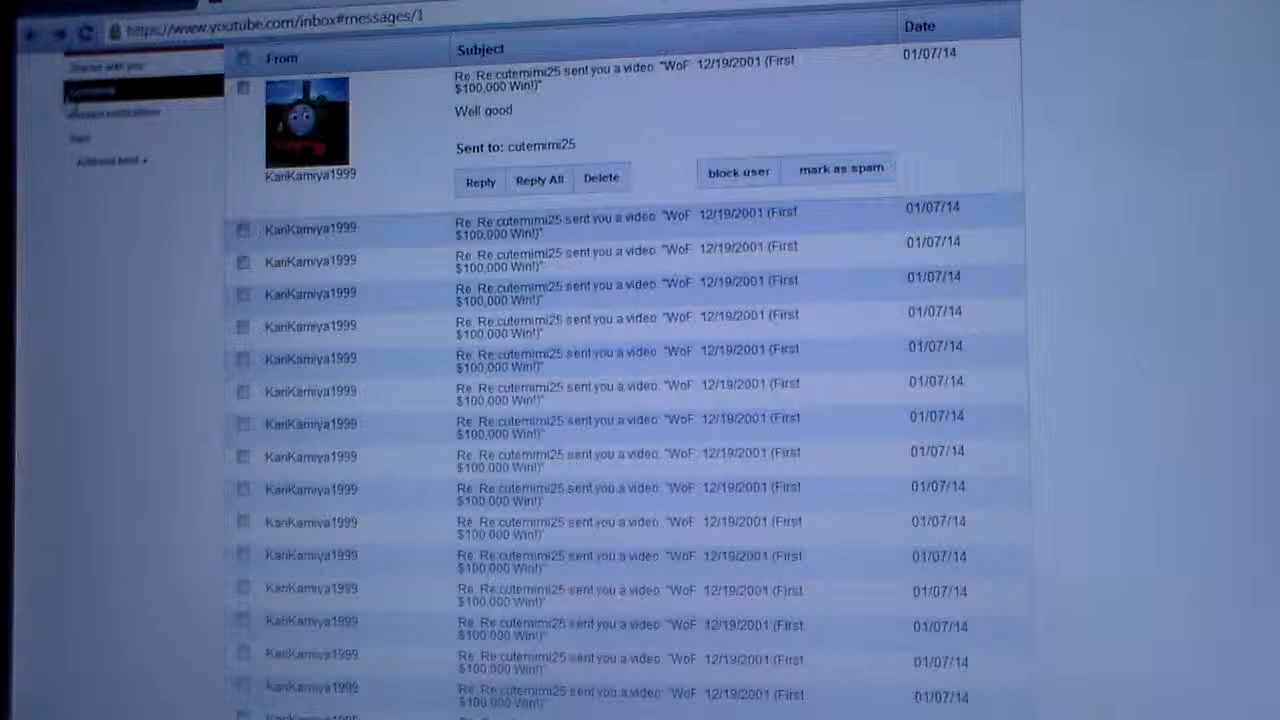 https://www.youtube.com/inbox#messages/1
From Subject Date
Re: Re:cutemimi25 sent you a video: "WoF: 12/19/2001 (First 01/07/14
$100,000 Win!)"
Well good
Sent to: cutemimi25
KariKamiya1999
Reply Reply All Delete block user mark as spam
Shared with you
Address book
KariKamiya1999 Re: Re:cutemimi25 sent you a video: "WoF: 12/19/2001 (First 01/07/14
$100,000 Win!)"
KariKamiya1999 Re: Re:cutemimi25 sent you a video: "WoF: 12/19/2001 (First 01/07/14
$100,000 Win!)"
KariKamiya1999 Re: Re:cutemimi25 sent you a video: "WoF: 12/19/2001 (First 01/07/14
$100,000 Win!)"
KariKamiya1999 Re: Re:cutemimi25 sent you a video: "WoF: 12/19/2001 (First 01/07/14
$100,000 Win!)"
KariKamiya1999 Re: Re:cutemimi25 sent you a video: "WoF: 12/19/2001 (First 01/07/14
$100,000 Win!)"
KariKamiya1999 Re: Re:cutemimi25 sent you a video: "WoF: 12/19/2001 (First 01/07/14
$100,000 Win!)"
KariKamiya1999 Re: Re:cutemimi25 sent you a video: "WoF: 12/19/2001 (First 01/07/14
$100,000 Win!)"
KariKamiya1999 Re: Re:cutemimi25 sent you a video: "WoF: 12/19/2001 (First 01/07/14
$100,000 Win!)"
KariKamiya1999 Re: Re:cutemimi25 sent you a video: "WoF: 12/19/2001 (First 01/07/14
$100,000 Win!)"
KariKamiya1999 Re: Re:cutemimi25 sent you a video: "WoF: 12/19/2001 (First 01/07/14
$100,000 Win!)"
KariKamiya1999 Re: Re:cutemimi25 sent you a video: "WoF: 12/19/2001 (First 01/07/14
$100,000 Win!)"
KariKamiya1999 Re: Re:cutemimi25 sent you a video: "WoF: 12/19/2001 (First 01/07/14
$100,000 Win!)"
KariKamiya1999 Re: Re:cutemimi25 sent you a video: "WoF: 12/19/2001 (First 01/07/14
$100,000 Win!)"
KariKamiya1999 Re: Re:cutemimi25 sent you a video: "WoF: 12/19/2001 (First 01/07/14
$100,000 Win!)"
KariKamiya1999 Re: Re:cutemimi25 sent you a video: "WoF: 12/19/2001 (First 01/07/14
$100,000 Win!)"
KariKamiya1999